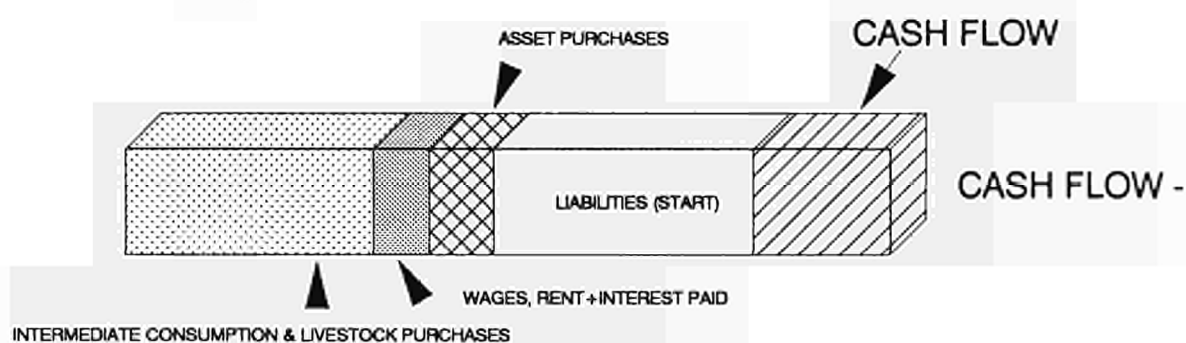 ASSET PURCHASES
CASH FLOW
CASH FLOW -
LIABILITIES (START)
WAGES, RENT+INTEREST PAID
INTERMEDIATE CONSUMPTION & LIVESTOCK PURCHASES